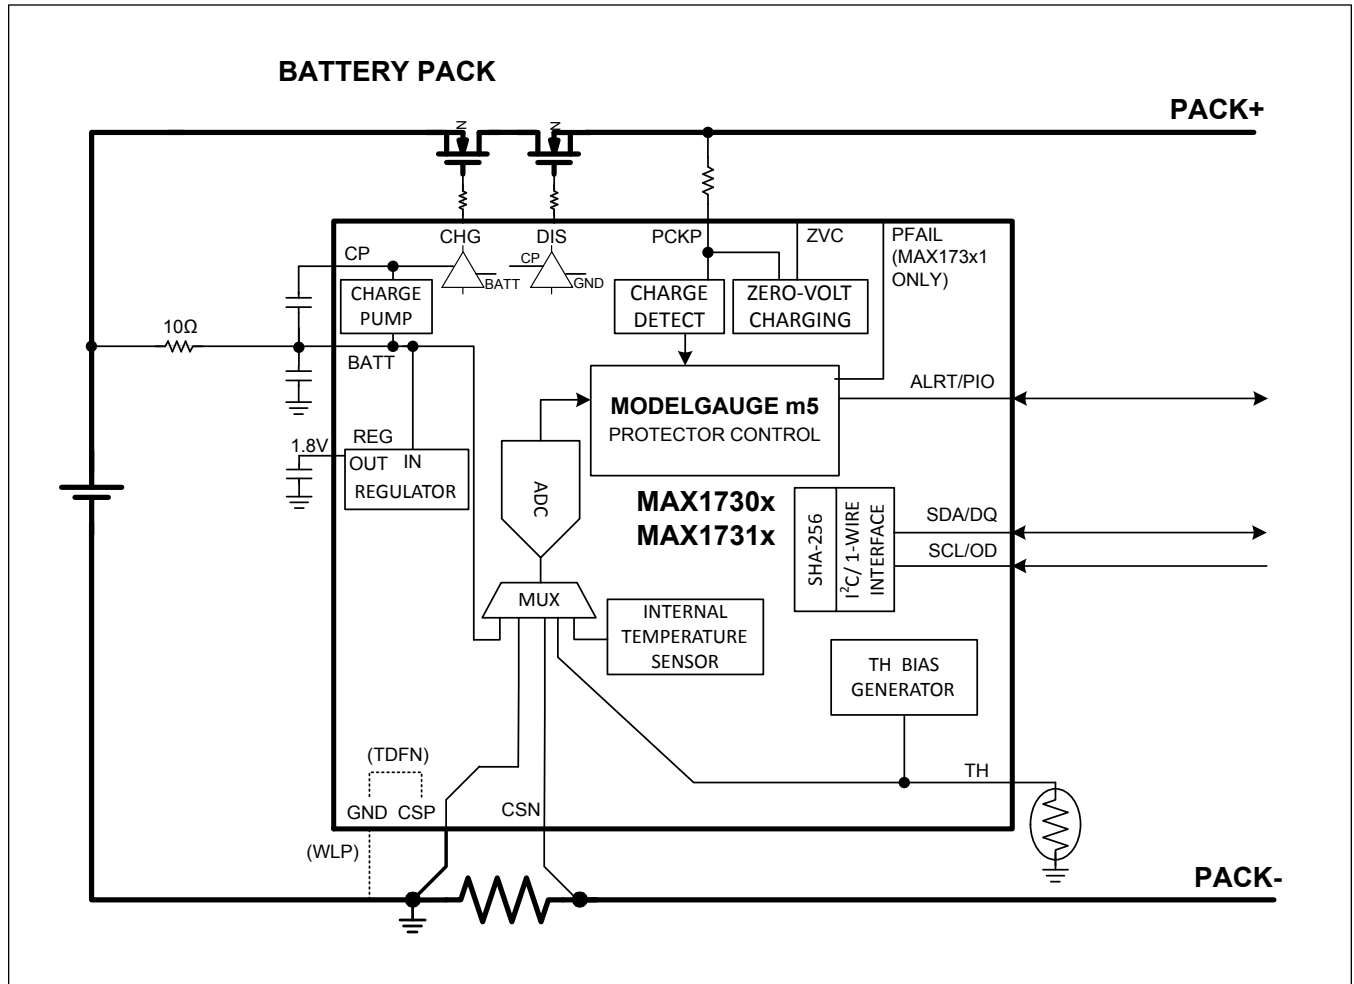 BATTERY PACK
PACK+
N
N
CHG
DIS
PCKP
ZVC
PFAIL
(MAX173x1
ONLY)
CP
CP
BATT
GND
CHARGE
PUMP
CHARGE
DETECT
ZERO-VOLT
CHARGING
10Ω
BATT
ALRT/PIO
MODELGAUGE m5
PROTECTOR CONTROL
1.8V
REG
OUT IN
REGULATOR
ADC
MAX1730x
MAX1731x
SHA-256
I²C/ 1-WIRE
INTERFACE
SDA/DQ
SCL/OD
MUX
INTERNAL
TEMPERATURE
SENSOR
TH BIAS
GENERATOR
(TDFN)
TH
GND CSP
CSN
(WLP)
PACK-